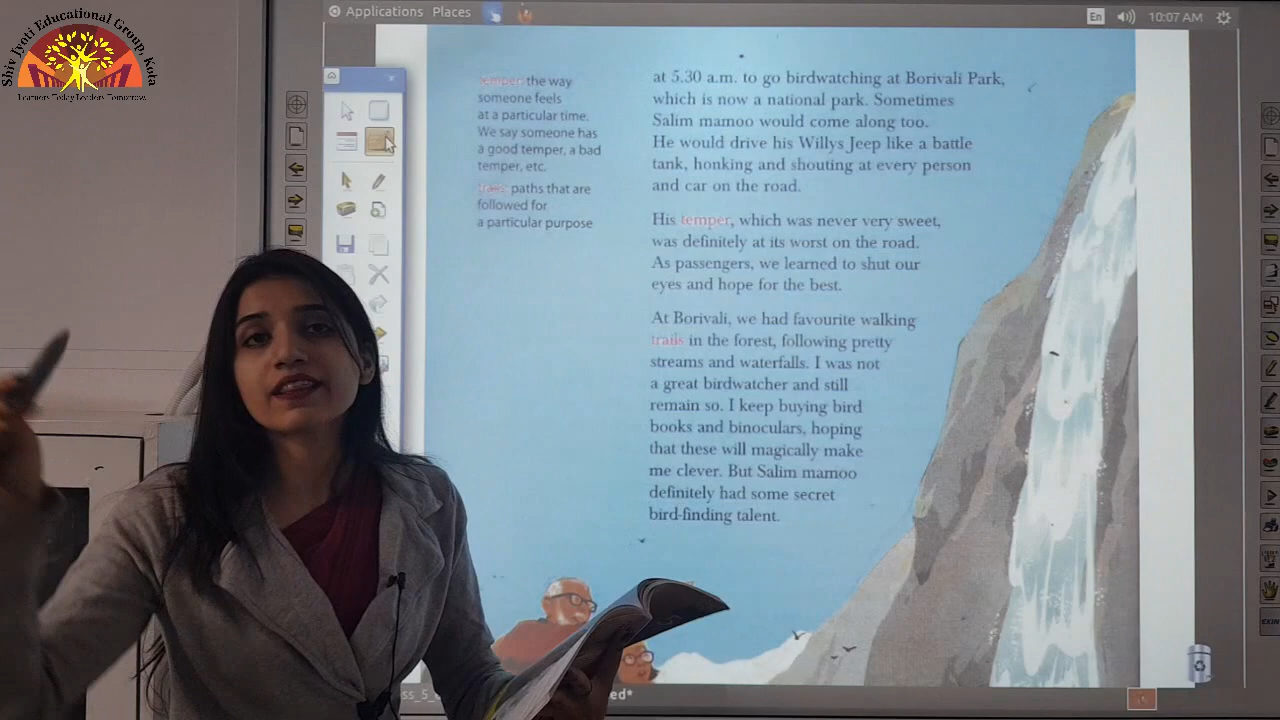 Shiv Jyoti Educational Group, Kota
Learners Today Leaders Tomorrow
Applications Places
En
10:07 AM
temper: the way
someone feels
at a particular time.
We say someone has
a good temper, a bad
temper, etc.
trails: paths that are
followed for
a particular purpose
at 5.30 a.m. to go birdwatching at Borivali Park,
which is now a national park. Sometimes
Salim mamoo would come along too.
He would drive his Willys Jeep like a battle
tank, honking and shouting at every person
and car on the road.
His temper, which was never very sweet,
was definitely at its worst on the road.
As passengers, we learned to shut our
eyes and hope for the best.
At Borivali, we had favourite walking
trails in the forest, following pretty
streams and waterfalls. I was not
a great birdwatcher and still
remain so. I keep buying bird
books and binoculars, hoping
that these will magically make
me clever. But Salim mamoo
definitely had some secret
bird-finding talent.